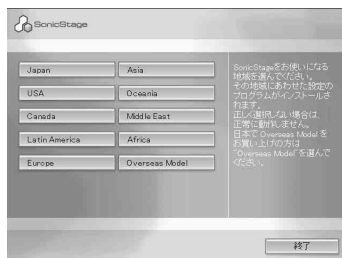 SonicStage
Japan
Asia
USA
Oceania
Canada
Middle East
Latin America
Africa
Europe
Overseas Model
SonicStageをお使いになる
地域を選んでください。
その地域にあわせた設定の
プログラムがインストールさ
れます。
正しく選択しない場合は、
正常に動作しません。
日本で Overseas Model を
お買い上げの方は
"Overseas Model" を選んで
ください。
終了